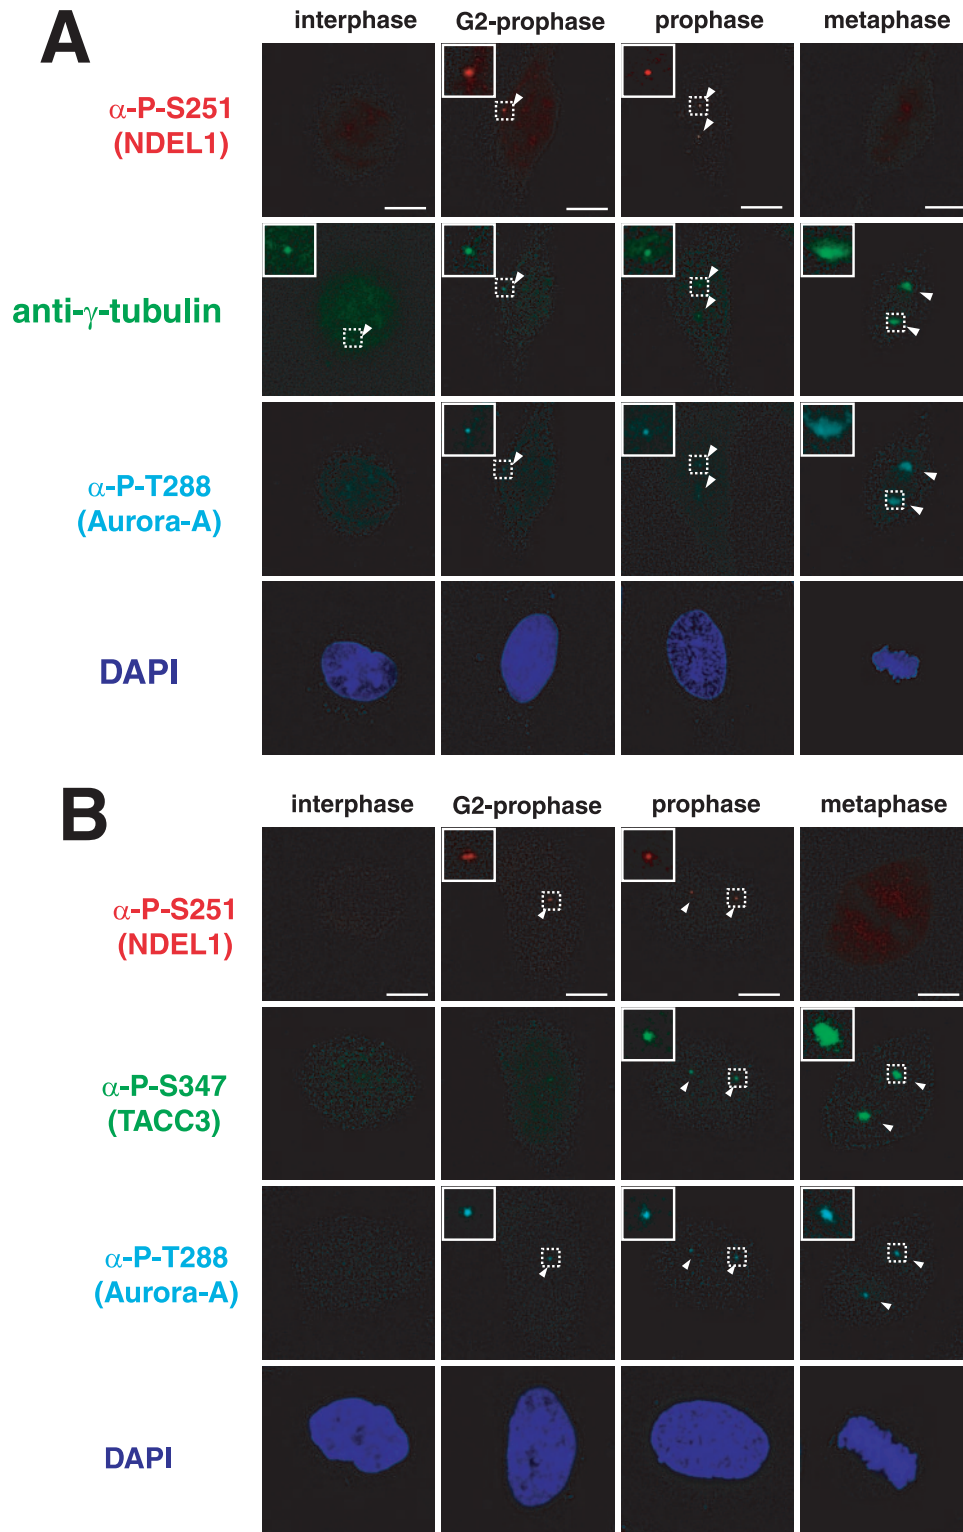 A
interphase G2-prophase prophase metaphase
α-P-S251
(NDEL1)
anti-γ-tubulin
α-P-T288
(Aurora-A)
DAPI
B
interphase G2-prophase prophase metaphase
α-P-S251
(NDEL1)
α-P-S347
(TACC3)
α-P-T288
(Aurora-A)
DAPI